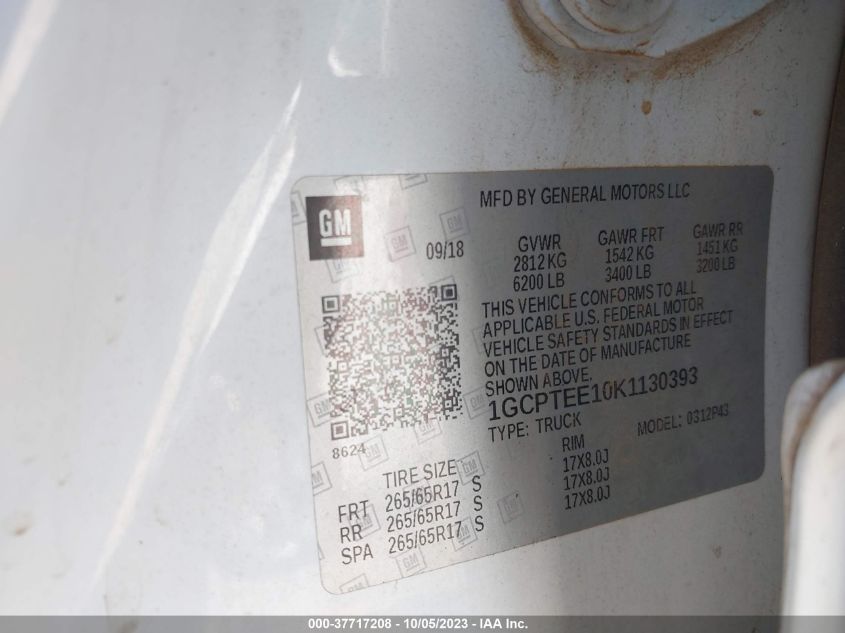 MFD BY GENERAL MOTORS LLC
GM
09/18
GVWR GAWR FRT GAWR RR
2812 KG 1542 KG 1451 KG
6200 LB 3400 LB 3200 LB
THIS VEHICLE CONFORMS TO ALL
APPLICABLE U.S. FEDERAL MOTOR
VEHICLE SAFETY STANDARDS IN EFFECT
ON THE DATE OF MANUFACTURE
SHOWN ABOVE.
1GCPTEE10K1130393
TYPE: TRUCK MODEL: 0312P43
8624
TIRE SIZE RIM
FRT 265/65R17 S 17X8.0J
RR 265/65R17 S 17X8.0J
SPA 265/65R17 S 17X8.0J
000-37717208 - 10/05/2023 - IAA Inc.